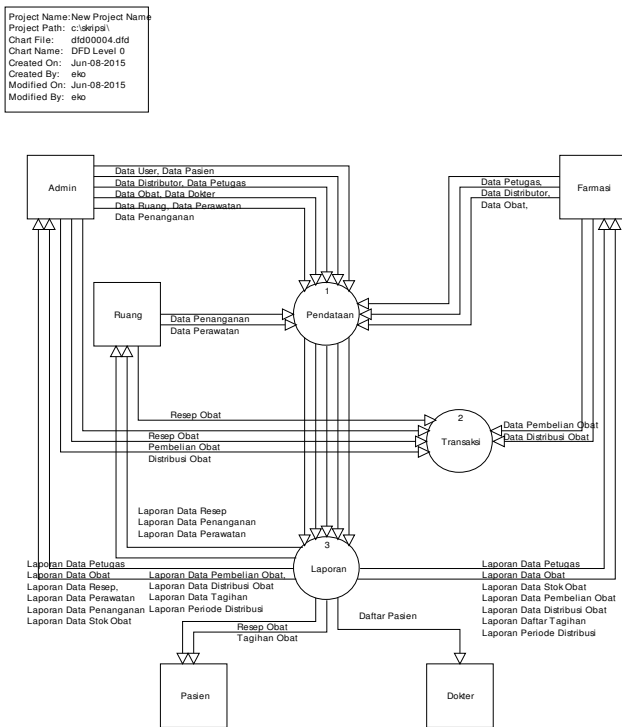 Project Name: New Project Name
Project Path: c:\skripsi\
Chart File: dfd00004.dfd
Chart Name: DFD Level 0
Created On: Jun-08-2015
Created By: eko
Modified On: Jun-08-2015
Modified By: eko
Admin
Data User, Data Pasien
Data Distributor, Data Petugas
Data Obat, Data Dokter
Data Ruang, Data Perawatan
Data Penanganan
Data Petugas,
Data Distributor,
Data Obat,
Farmasi
Ruang
Data Penanganan
Data Perawatan
1
Pendataan
Resep Obat
2
Transaksi
Resep Obat
Pembelian Obat
Distribusi Obat
Data Pembelian Obat
Data Distribusi Obat
Laporan Data Resep
Laporan Data Penanganan
Laporan Data Perawatan
3
Laporan
Laporan Data Petugas
Laporan Data Obat
Laporan Data Resep,
Laporan Data Perawatan
Laporan Data Penanganan
Laporan Data Stok Obat
Laporan Data Pembelian Obat,
Laporan Data Distribusi Obat
Laporan Data Tagihan
Laporan Periode Distribusi
Laporan Data Petugas
Laporan Data Obat
Laporan Data Stok Obat
Laporan Data Pembelian Obat
Laporan Data Distribusi Obat
Laporan Daftar Tagihan
Laporan Periode Distribusi
Resep Obat
Tagihan Obat
Daftar Pasien
Pasien
Dokter